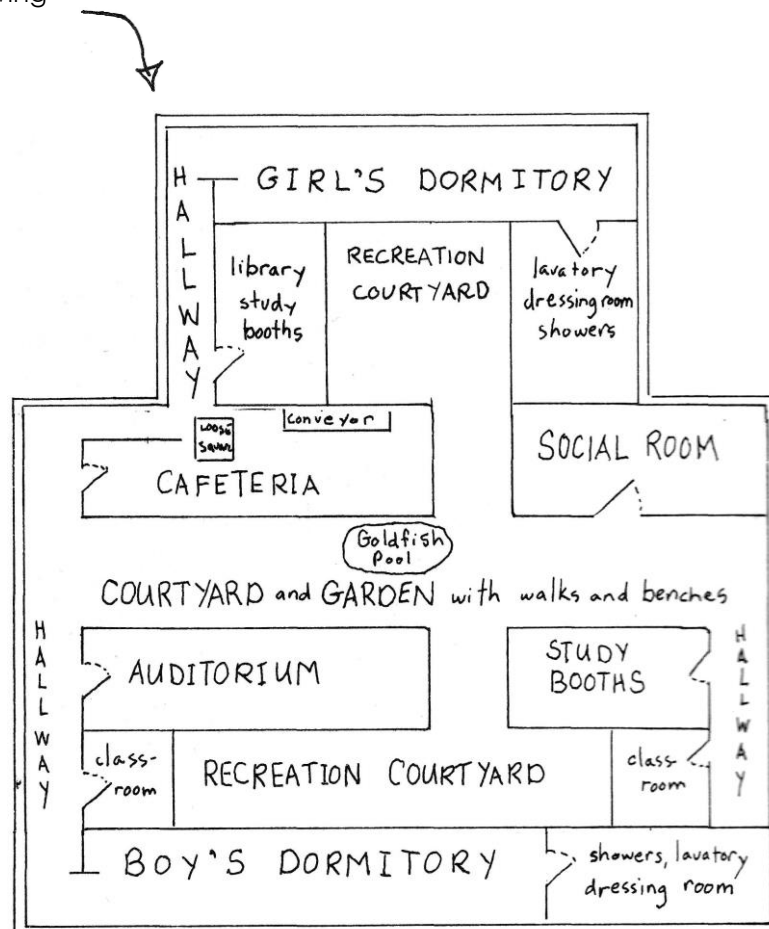 HALLWAY
GIRL'S DORMITORY
library
study
booths
RECREATION
COURTYARD
lavatory
dressing room
showers
LOOSE
SQUARE
Conveyor
CAFETERIA
SOCIAL ROOM
Goldfish
Pool
COURTYARD and GARDEN with walks and benches
HALLWAY
AUDITORIUM
STUDY
BOOTHS
HALLWAY
class-
room
RECREATION COURTYARD
class-
room
BOY'S DORMITORY
showers, lavatory
dressing room